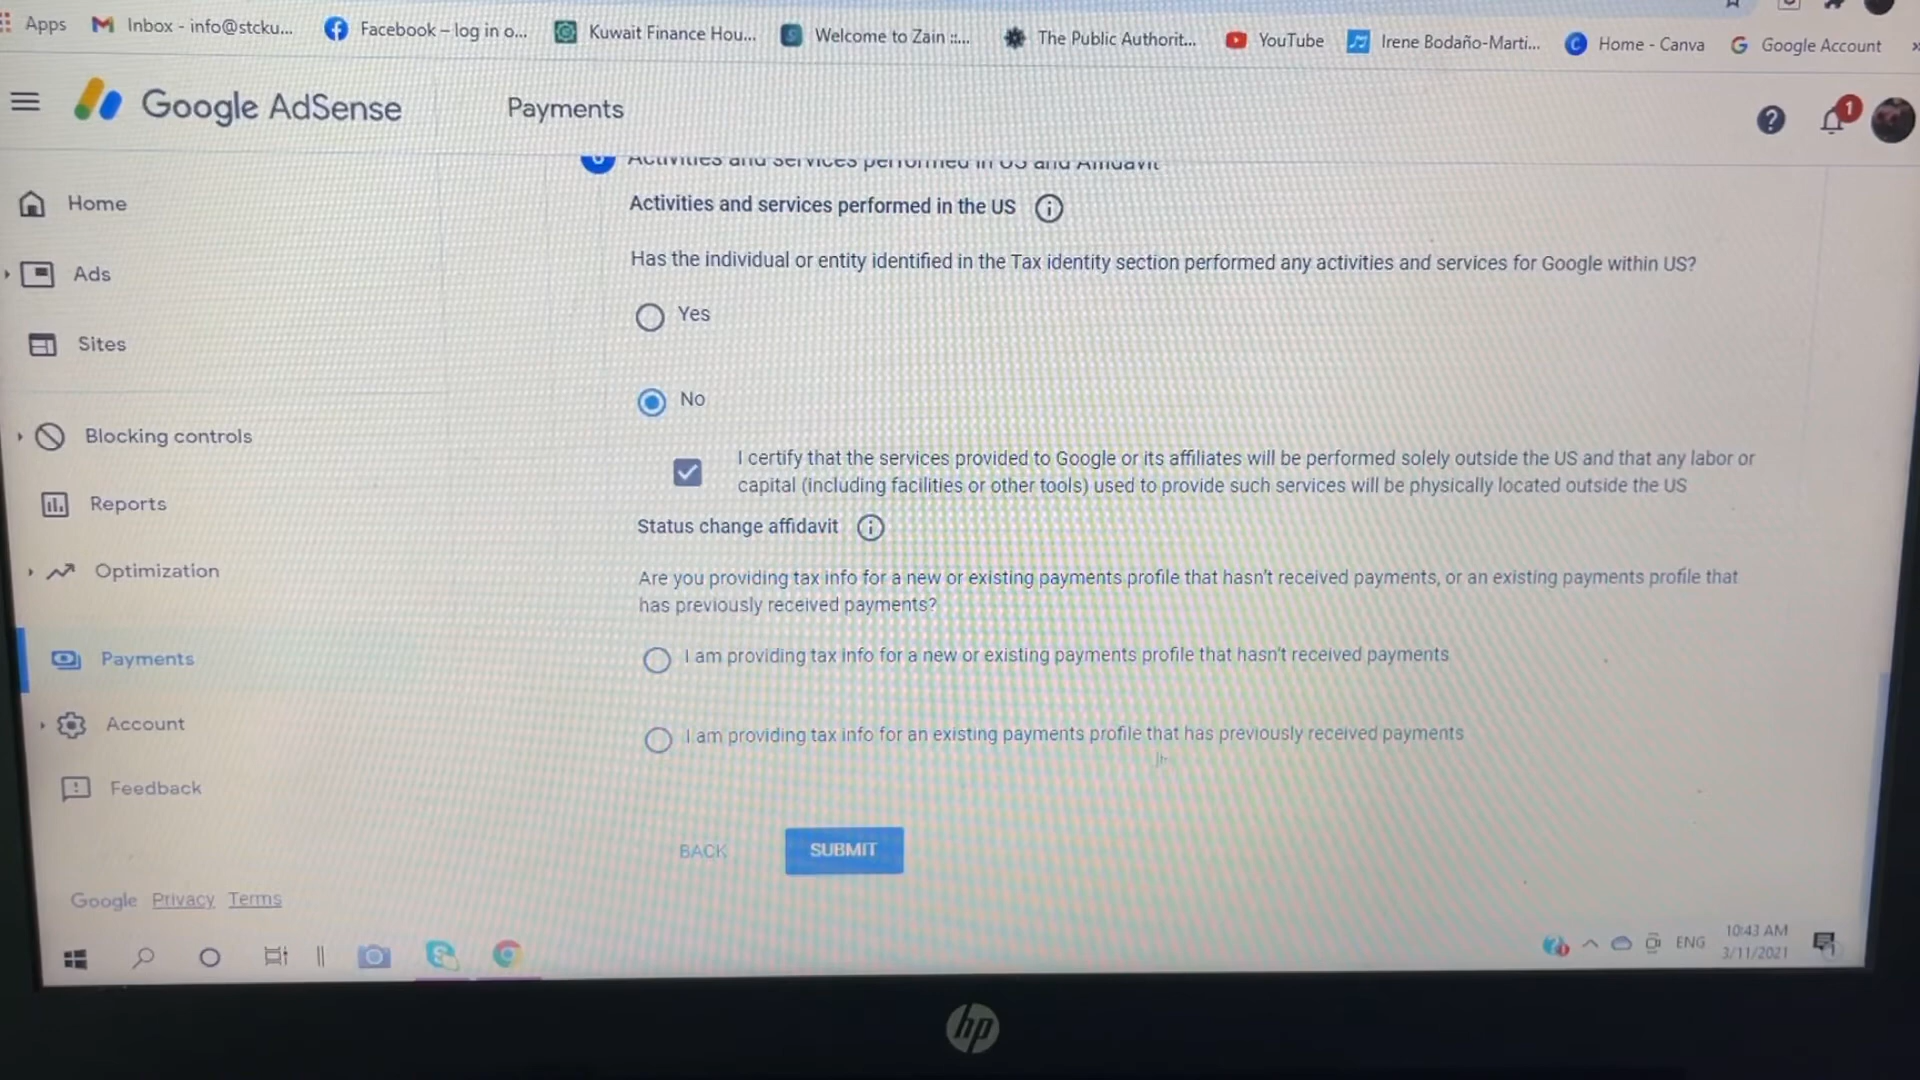 Apps
Inbox - info@stcku...
Facebook – log in o...
Kuwait Finance Hou...
Welcome to Zain ::...
The Public Authorit...
YouTube
Irene Bodaño-Marti...
Home - Canva
Google Account
Google AdSense
Payments
1
Activities and services performed in US and Affidavit
Home
Activities and services performed in the US
Has the individual or entity identified in the Tax identity section performed any activities and services for Google within US?
Ads
Yes
Sites
No
Blocking controls
I certify that the services provided to Google or its affiliates will be performed solely outside the US and that any labor or
capital (including facilities or other tools) used to provide such services will be physically located outside the US
Reports
Status change affidavit
Optimization
Are you providing tax info for a new or existing payments profile that hasn't received payments, or an existing payments profile that
has previously received payments?
Payments
I am providing tax info for a new or existing payments profile that hasn't received payments
Account
I am providing tax info for an existing payments profile that has previously received payments
Feedback
BACK
SUBMIT
Google Privacy Terms
ENG
10:43 AM
3/11/2021
hp